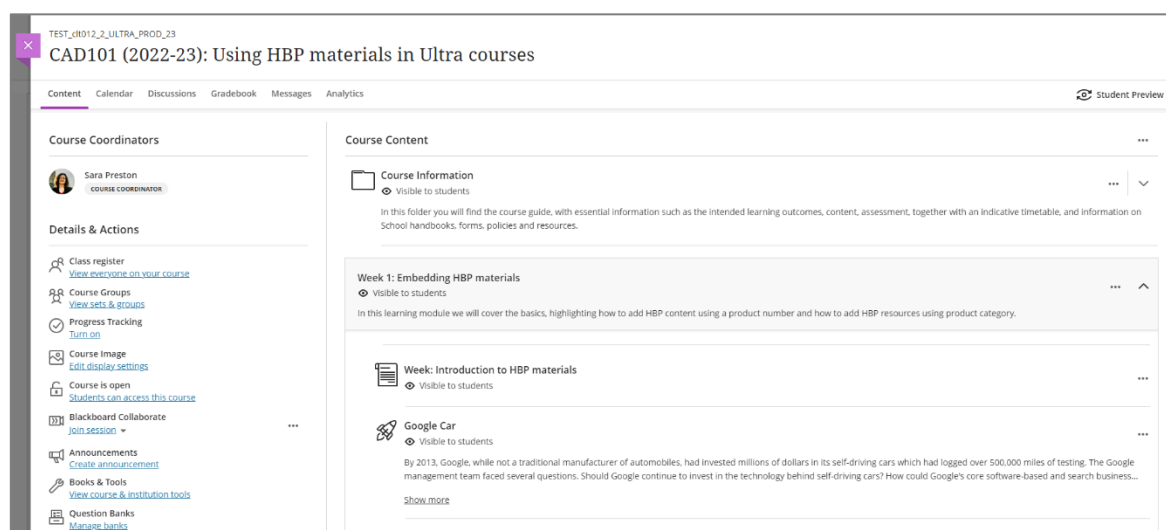 TEST_clt012_2_ULTRA_PROD_23
CAD101 (2022-23): Using HBP materials in Ultra courses
Content Calendar Discussions Gradebook Messages Analytics
Student Preview
Course Coordinators
Sara Preston
COURSE COORDINATOR
Details & Actions
Class register
View everyone on your course
Course Groups
View sets & groups
Progress Tracking
Turn on
Course Image
Edit display settings
Course is open
Students can access this course
Blackboard Collaborate
Join session
Announcements
Create announcement
Books & Tools
View course & institution tools
Question Banks
Manage banks
Course Content
Course Information
Visible to students
In this folder you will find the course guide, with essential information such as the intended learning outcomes, content, assessment, together with an indicative timetable, and information on
School handbooks, forms, policies and resources.
Week 1: Embedding HBP materials
Visible to students
In this learning module we will cover the basics, highlighting how to add HBP content using a product number and how to add HBP resources using product category.
Week: Introduction to HBP materials
Visible to students
Google Car
Visible to students
By 2013, Google, while not a traditional manufacturer of automobiles, had invested millions of dollars in its self-driving cars which had logged over 500,000 miles of testing. The Google
management team faced several questions. Should Google continue to invest in the technology behind self-driving cars? How could Google's core software-based and search business...
Show more